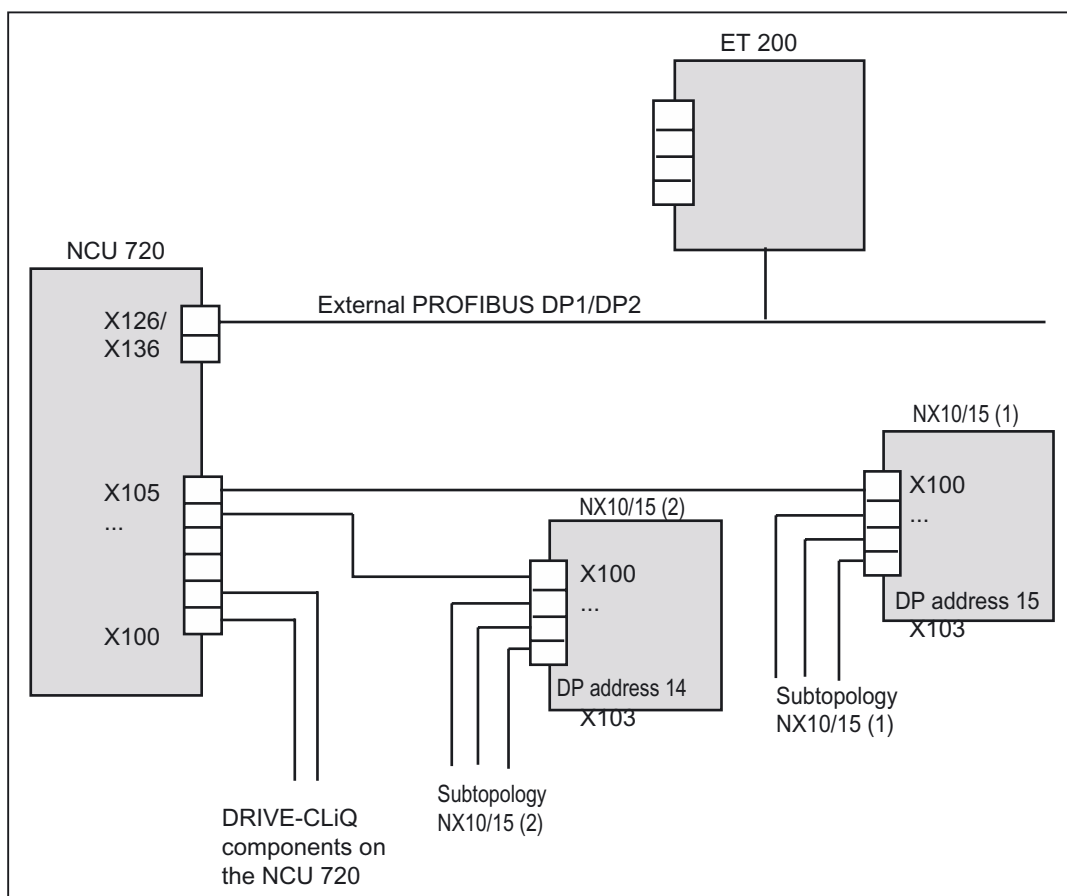 ET 200
NCU 720
X126/
X136
External PROFIBUS DP1/DP2
NX10/15 (1)
X105
...
X100
X100
...
DP address 15
X103
NX10/15 (2)
X100
...
DP address 14
X103
Subtopology
NX10/15 (1)
Subtopology
NX10/15 (2)
DRIVE-CLiQ
components on
the NCU 720